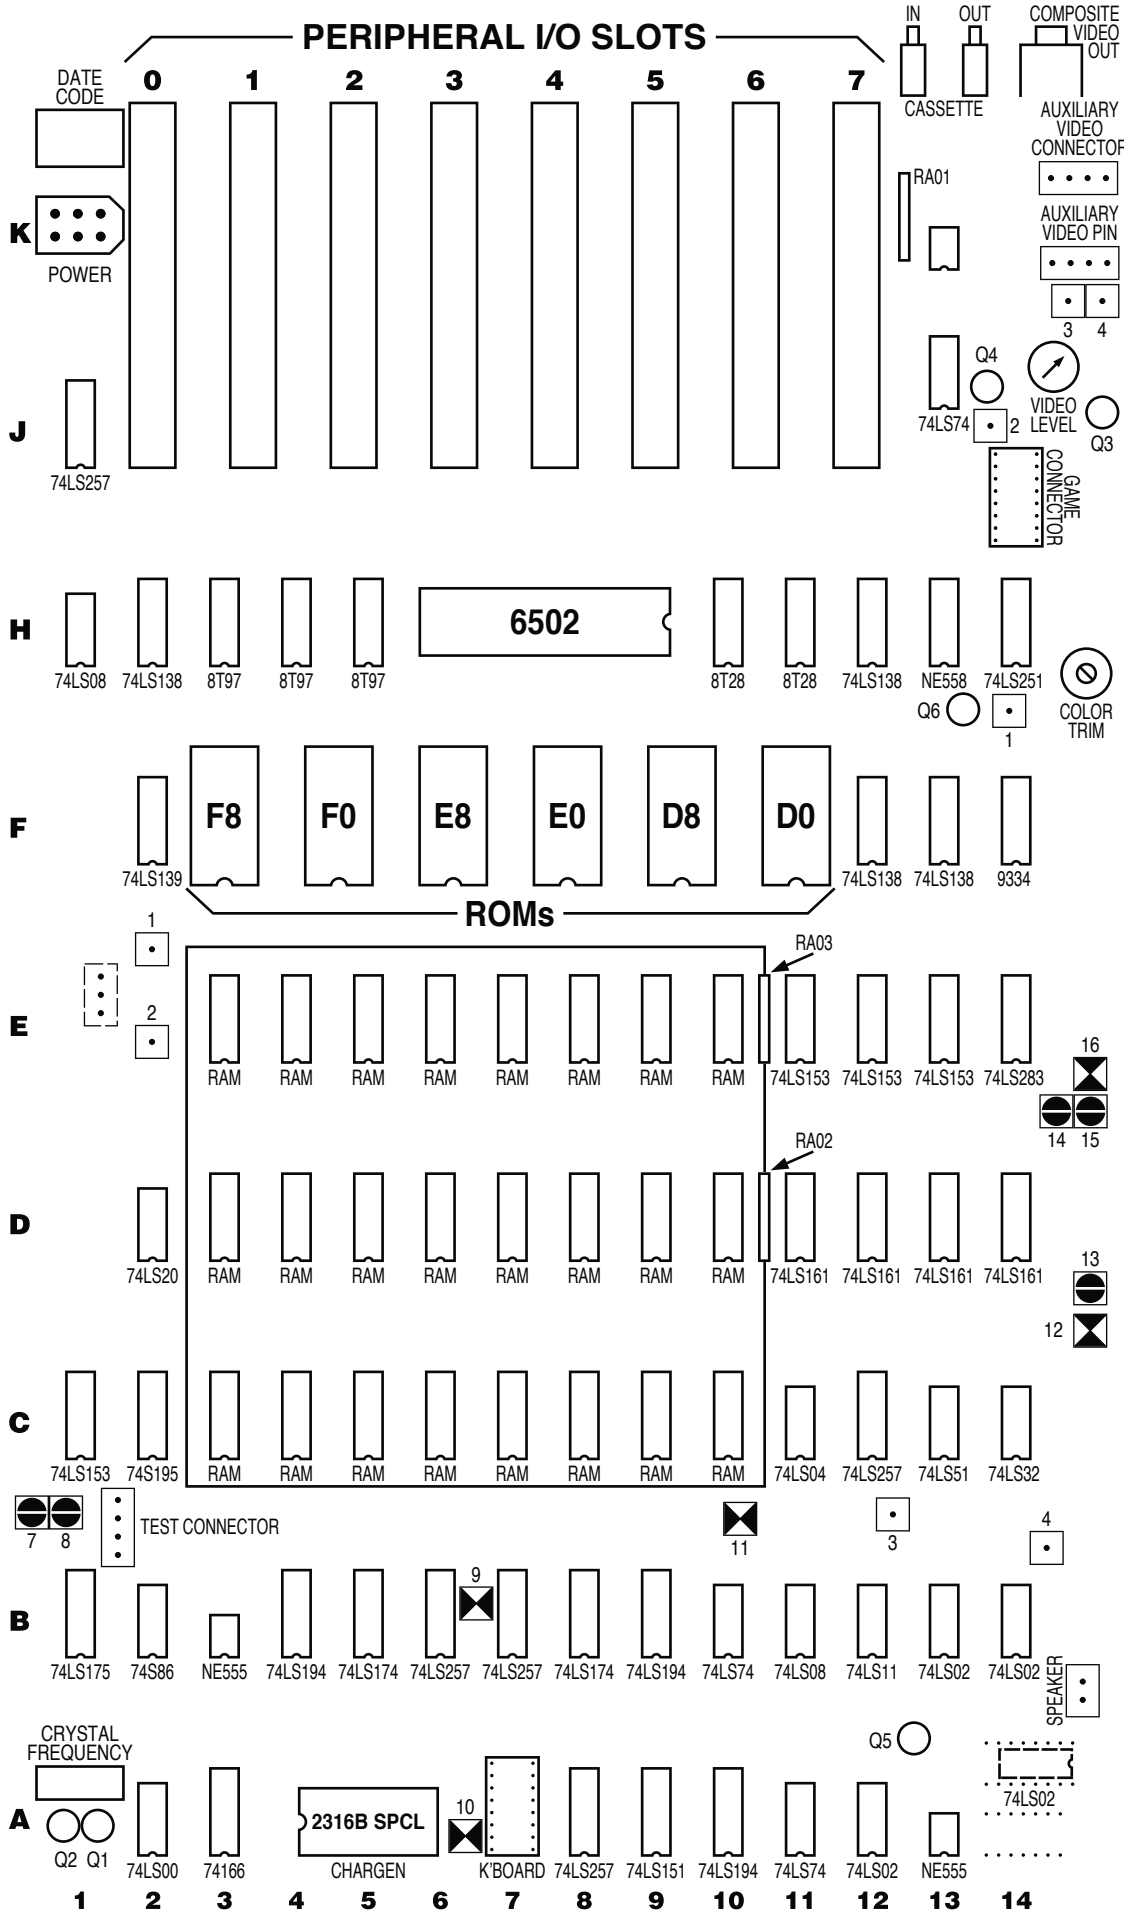 IN OUT COMPOSITE
VIDEO
OUT
PERIPHERAL I/O SLOTS
DATE
CODE
0 1 2 3 4 5 6 7
CASSETTE
AUXILIARY
VIDEO
CONNECTOR
RA01
AUXILIARY
VIDEO PIN
K
POWER
3 4
Q4
VIDEO
LEVEL
J
74LS74
2
Q3
74LS257
GAME
CONNECTOR
H
6502
74LS08 74LS138 8T97 8T97 8T97 8T28 8T28 74LS138 NE558 74LS251
Q6
1
COLOR
TRIM
F
F8 F0 E8 E0 D8 D0
74LS139 74LS138 74LS138 9334
ROMs
1
RA03
E
2
16
RAM RAM RAM RAM RAM RAM RAM RAM 74LS153 74LS153 74LS153 74LS283
14 15
RA02
D
74LS20 RAM RAM RAM RAM RAM RAM RAM RAM 74LS161 74LS161 74LS161 74LS161
13
12
C
74LS153 74S195 RAM RAM RAM RAM RAM RAM RAM RAM 74LS04 74LS257 74LS51 74LS32
7 8
TEST CONNECTOR
11
3
4
9
B
74LS175 74S86 NE555 74LS194 74LS174 74LS257 74LS257 74LS174 74LS194 74LS74 74LS08 74LS11 74LS02 74LS02
SPEAKER
CRYSTAL
FREQUENCY
Q5
74LS02
A
2316B SPCL
10
Q2 Q1
74LS00 74166 CHARGEN K'BOARD 74LS257 74LS151 74LS194 74LS74 74LS02 NE555
1 2 3 4 5 6 7 8 9 10 11 12 13 14